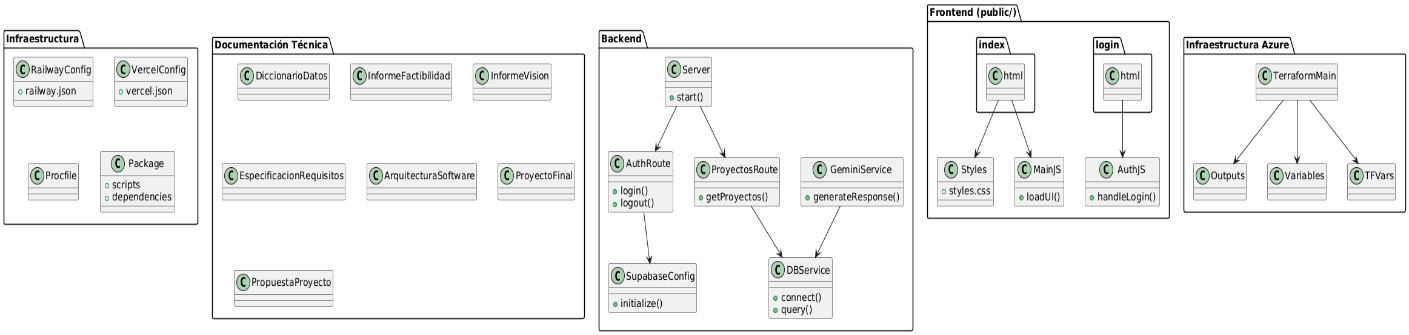 Infraestructura
C RailwayConfig
railway.json
C VercelConfig
vercel.json
C Procfile
C Package
scripts
dependencies
Documentación Técnica
C DiccionarioDatos
C InformeFactibilidad
C InformeVision
C EspecificacionRequisitos
C ArquitecturaSoftware
C ProyectoFinal
C PropuestaProyecto
Backend
C Server
start()
C AuthRoute
login()
logout()
C ProyectosRoute
getProyectos()
C GeminiService
generateResponse()
C SupabaseConfig
initialize()
C DBService
connect()
query()
Frontend (public/)
index
C html
login
C html
C Styles
styles.css
C MainJS
loadUI()
C AuthJS
handleLogin()
Infraestructura Azure
C TerraformMain
C Outputs
C Variables
C TFVars